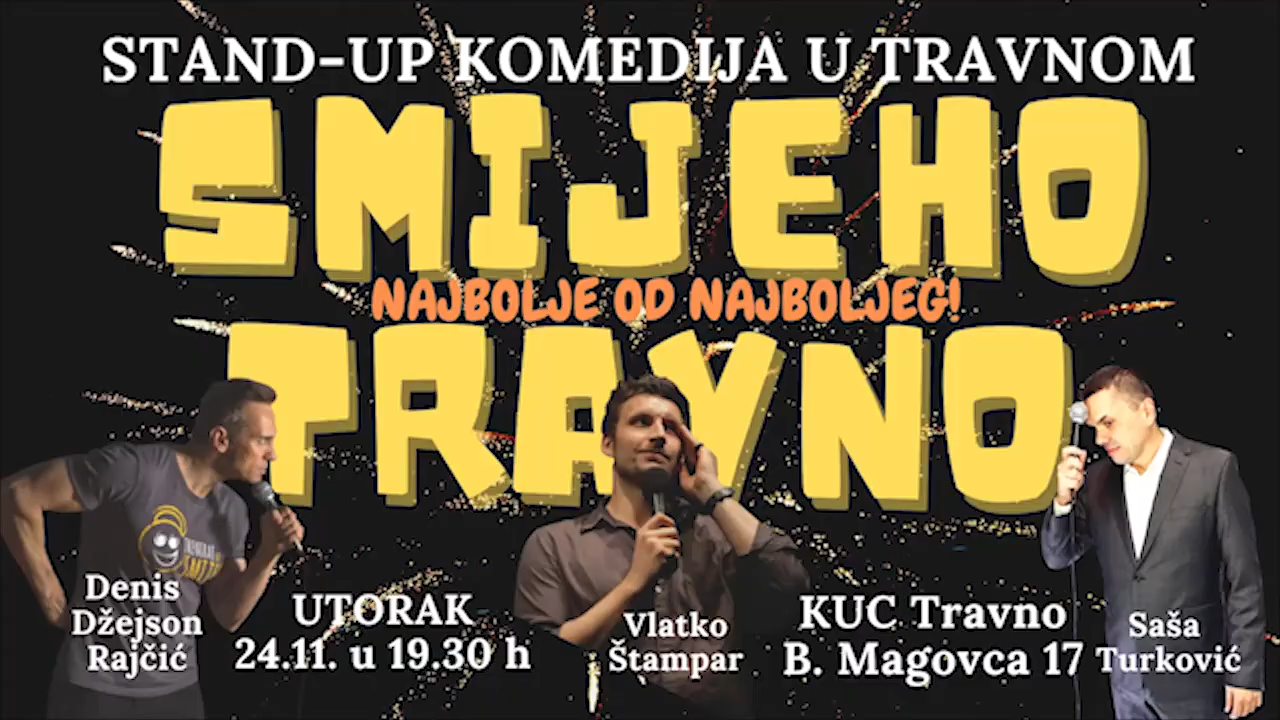 STAND-UP KOMEDIJA U TRAVNOM
SMIJEHO
NAJBOLJE OD NAJBOLJEG!
TRAVNO
Denis
Džejson
Rajčić
UTORAK
24.11. u 19.30 h
Vlatko
Štampar
KUC Travno
B. Magovca 17
Saša
Turković